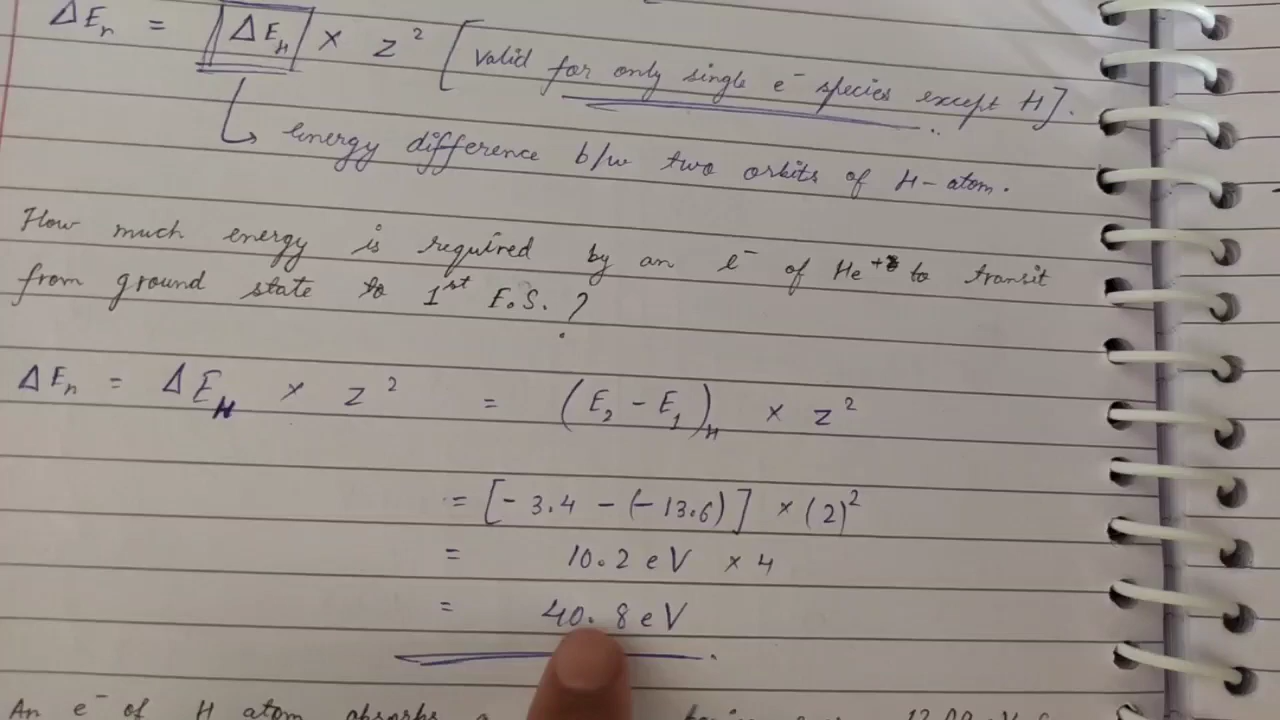 ΔEn = ΔEH × Z² [valid for only single e⁻ species except H].
↳ energy difference b/w two orbits of H-atom.
How much energy is required by an e⁻ of He⁺ to transit
from ground state to 1st E.S.?
ΔEn = ΔEH × Z² = (E₂ - E₁)H × Z²
= [- 3.4 - (- 13.6)] × (2)²
= 10.2 eV × 4
= 40.8 eV
An e⁻ of H atom absorbs a